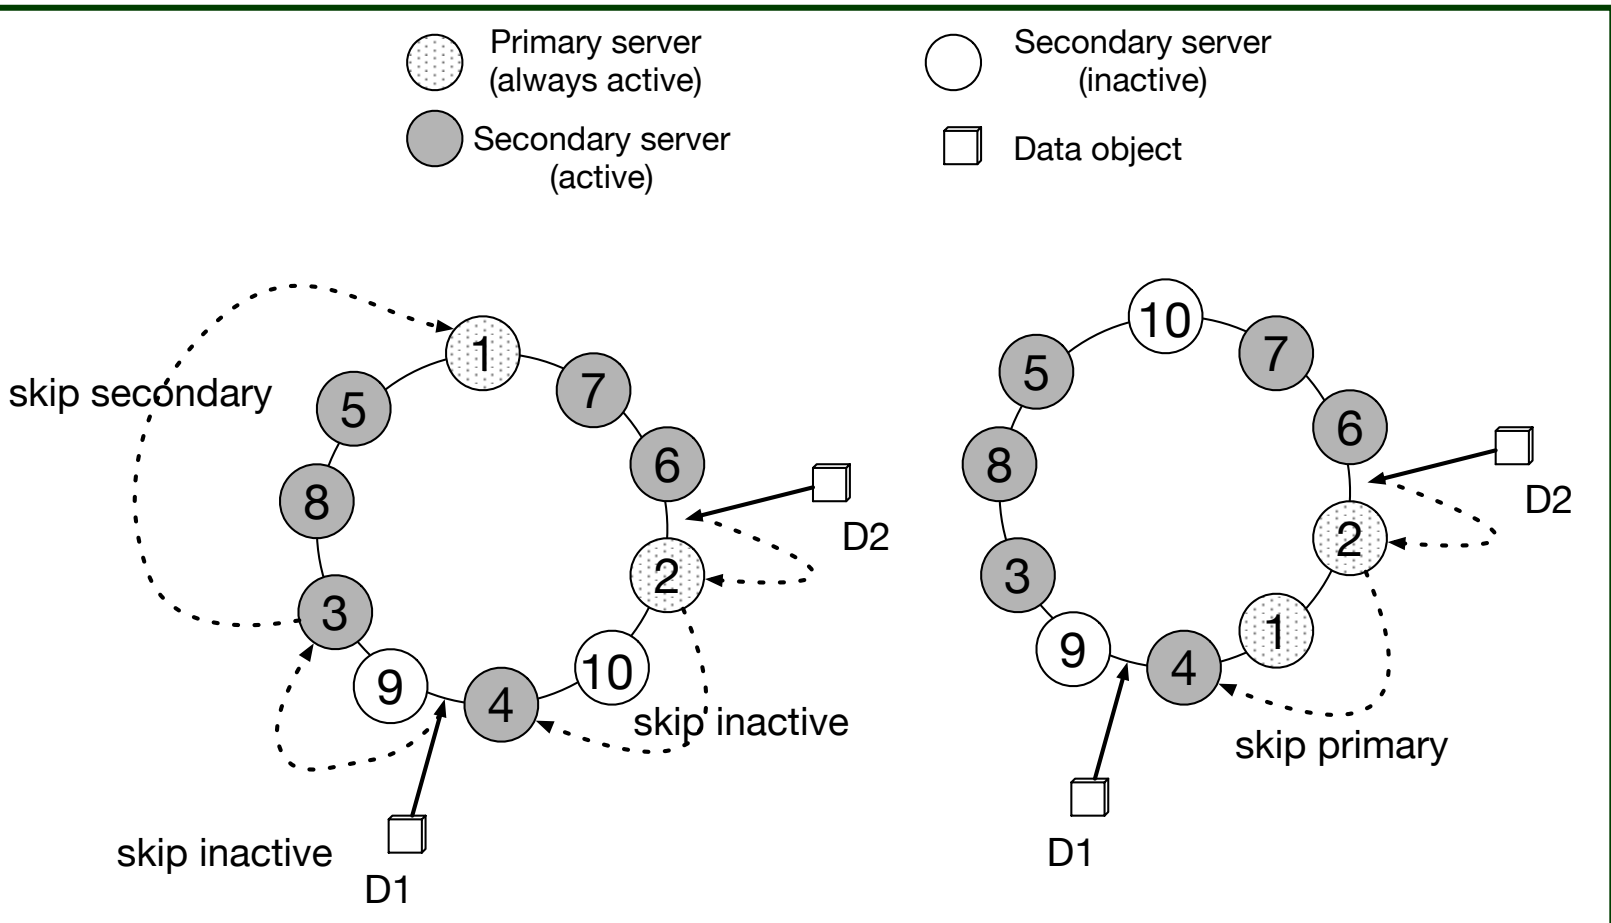 Primary server
(always active)
Secondary server
(inactive)
Secondary server
(active)
Data object
skip secondary
1
7
5
6
8
D2
2
3
10
9
4
skip inactive
skip inactive
D1
10
7
5
6
8
D2
2
3
1
9
4
skip primary
D1